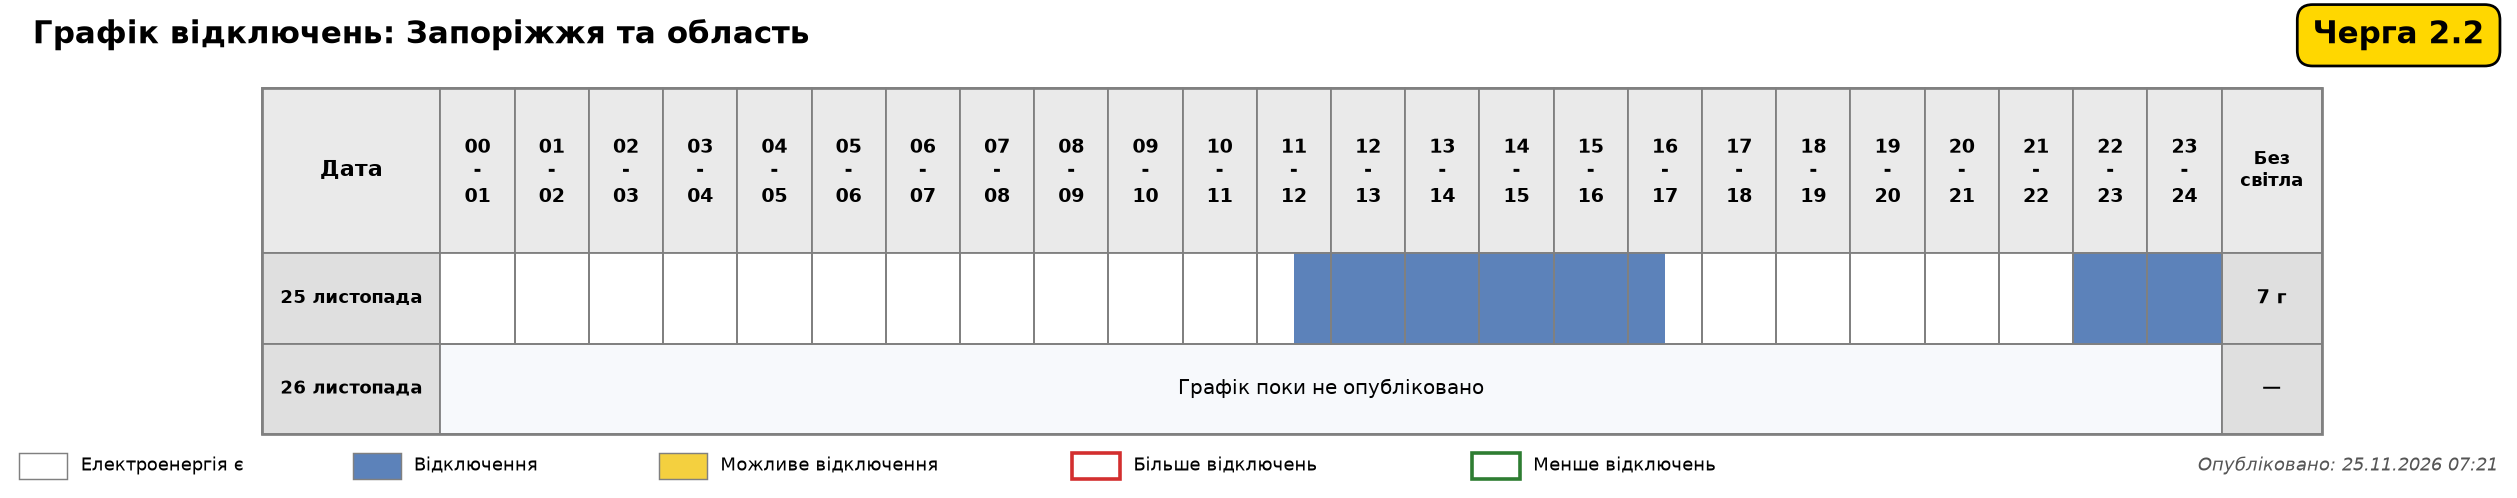 Графік відключень: Запоріжжя та область
Черга 2.2
Дата
00 - 01
01 - 02
02 - 03
03 - 04
04 - 05
05 - 06
06 - 07
07 - 08
08 - 09
09 - 10
10 - 11
11 - 12
12 - 13
13 - 14
14 - 15
15 - 16
16 - 17
17 - 18
18 - 19
19 - 20
20 - 21
21 - 22
22 - 23
23 - 24
Без
світла
25 листопада
7 г
26 листопада
Графік поки не опубліковано
—
Електроенергія є
Відключення
Можливе відключення
Більше відключень
Менше відключень
Опубліковано: 25.11.2026 07:21